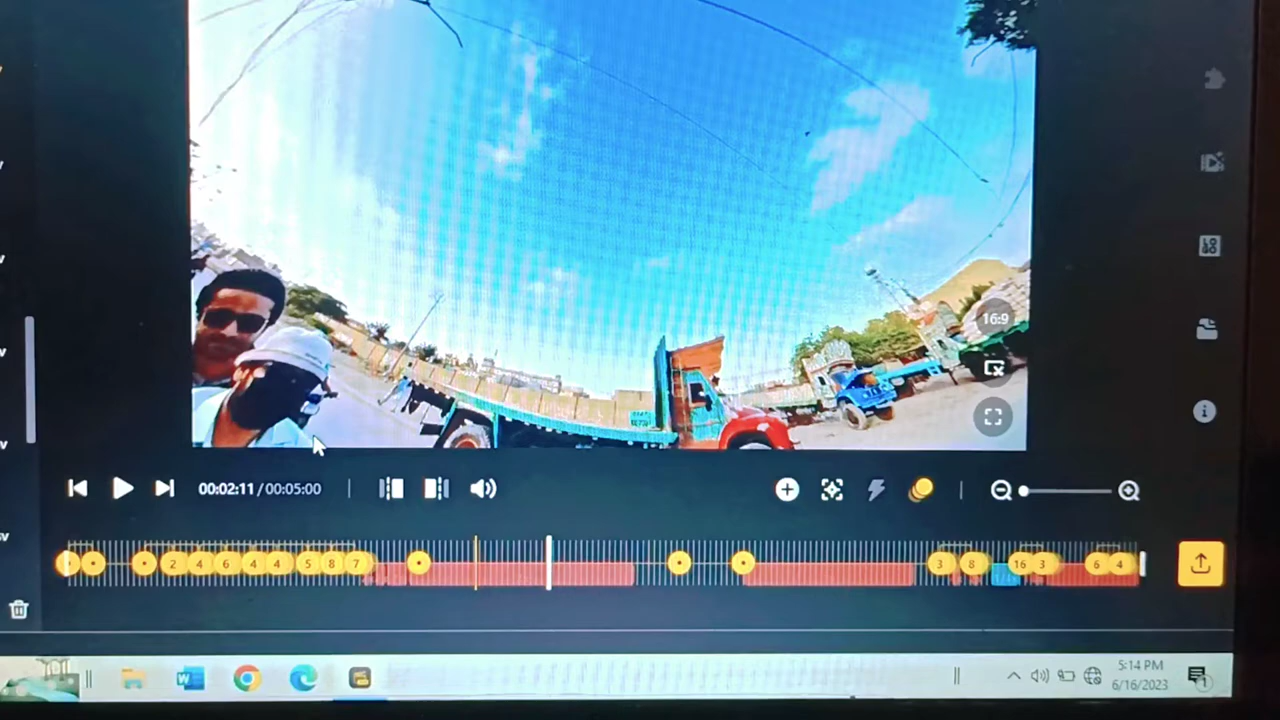 16:9
00:02:11 / 00:05:00
2 4 6 4 4 5 8 7 3 8 16 3 6 4
5:14 PM
6/16/2023
1